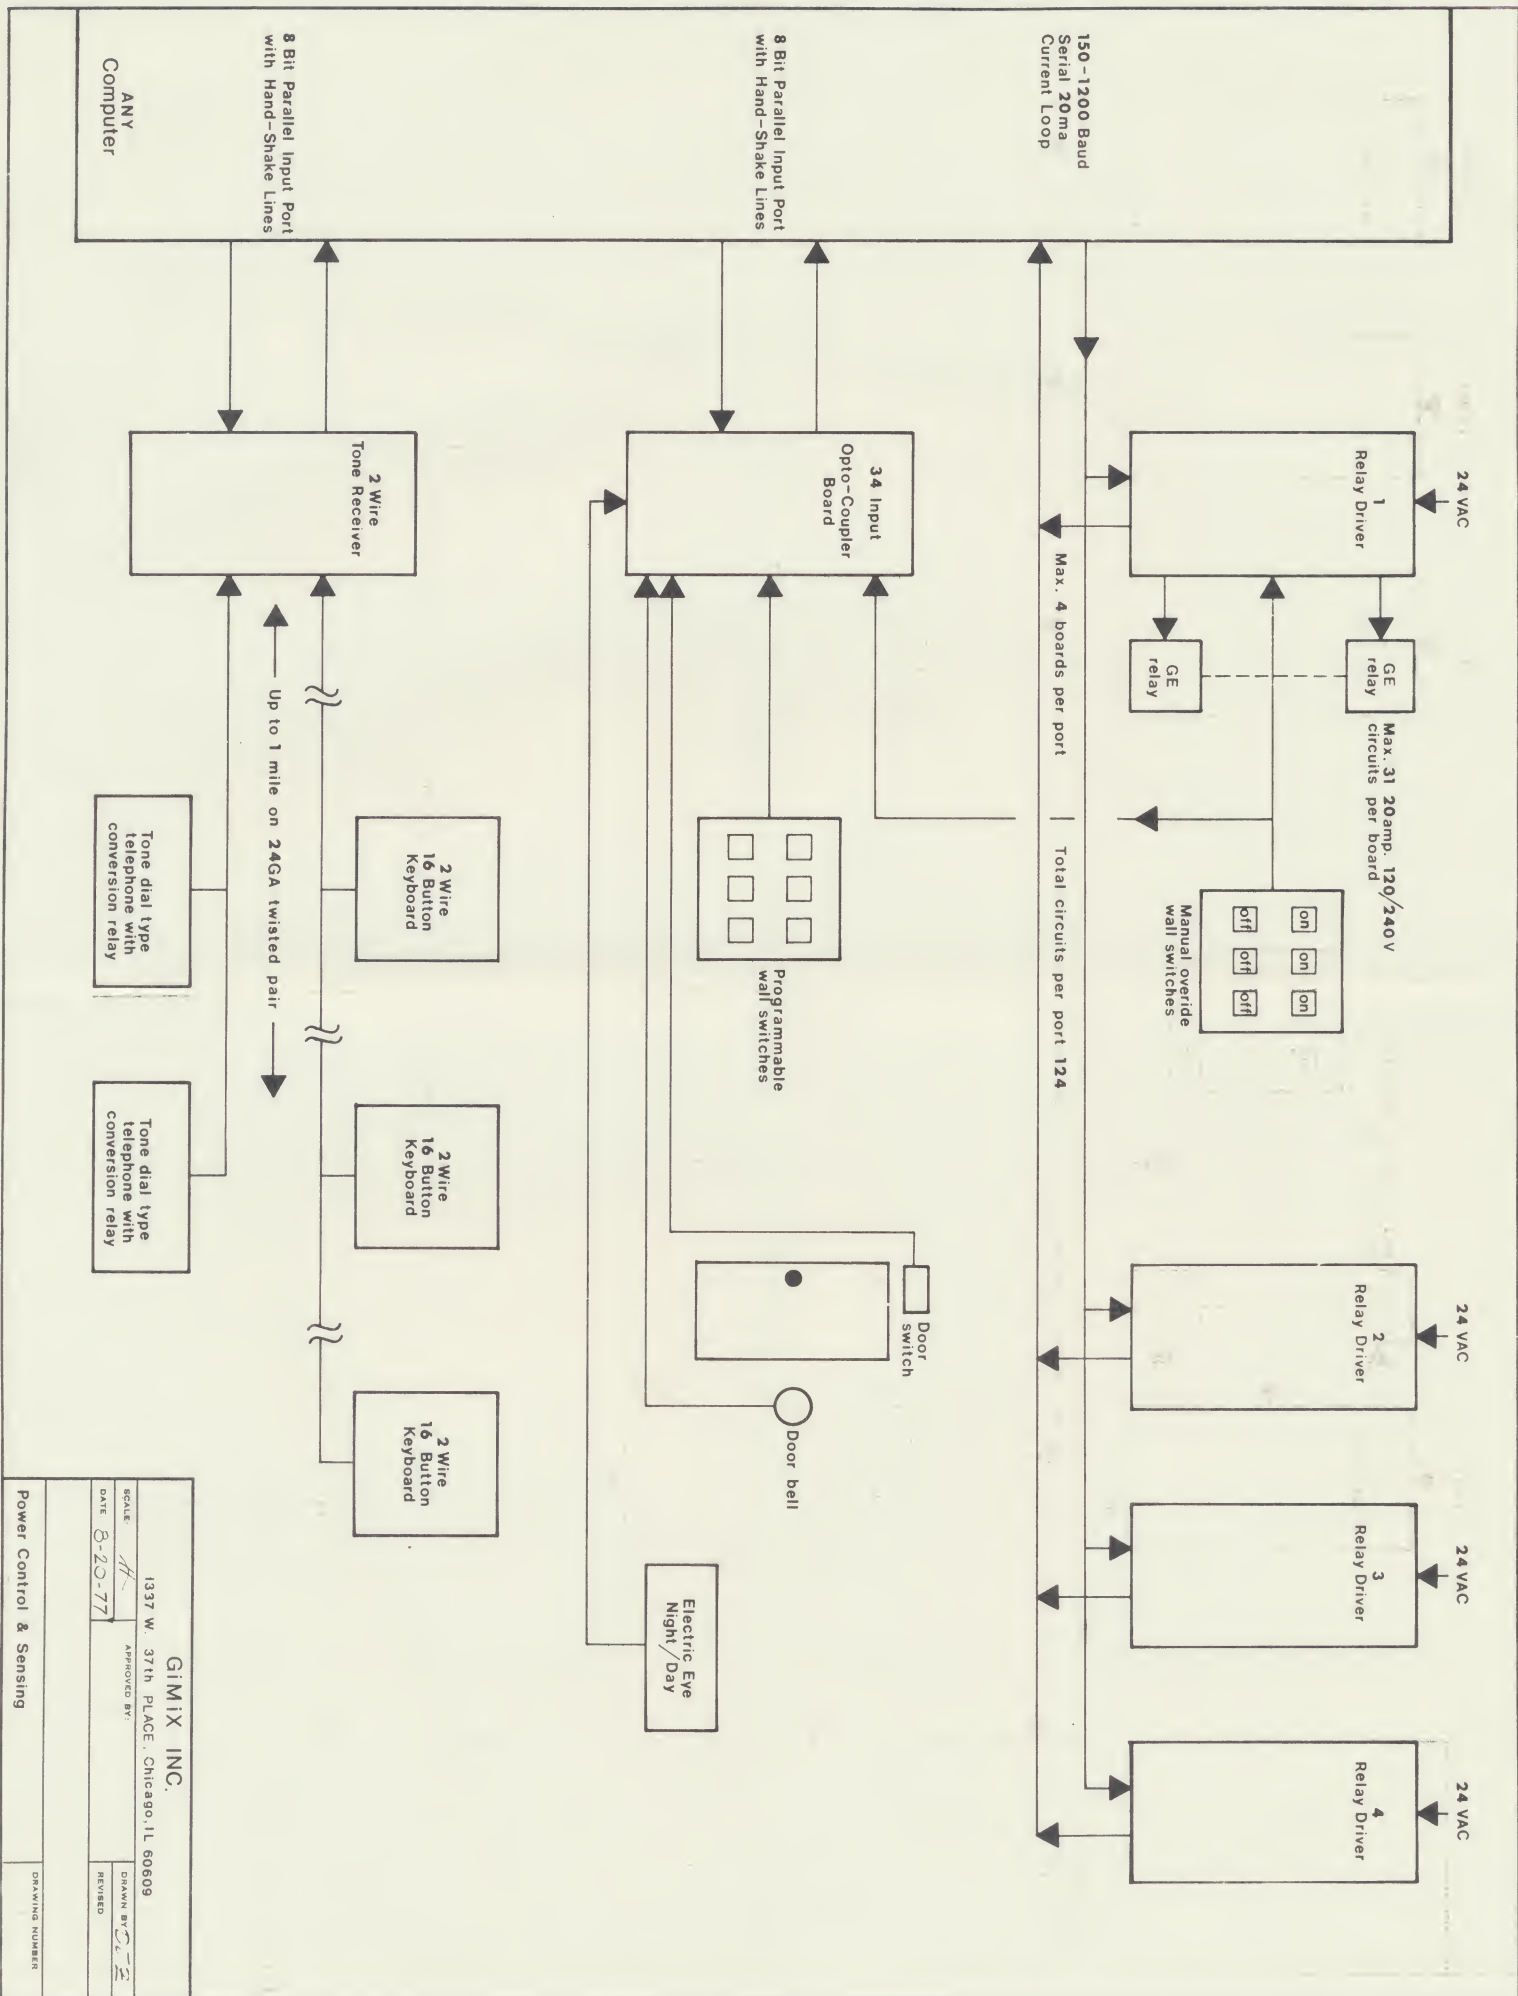 24 VAC
24 VAC
24 VAC
24 VAC
1
Relay Driver
2
Relay Driver
3
Relay Driver
4
Relay Driver
150-1200 Baud
Serial 20ma
Current Loop
GE
relay
GE
relay
Max. 31 20amp. 120/240V
circuits per board
on
on
on
off
off
off
Manual overide
wall switches
Max. 4 boards per port
Total circuits per port 124
8 Bit Parallel Input Port
with Hand-Shake Lines
34 Input
Opto-Coupler
Board
Programmable
wall switches
Door
switch
Door bell
Electric Eye
Night/Day
8 Bit Parallel Input Port
with Hand-Shake Lines
2 Wire
Tone Receiver
2 Wire
16 Button
Keyboard
2 Wire
16 Button
Keyboard
2 Wire
16 Button
Keyboard
Up to 1 mile on 24GA twisted pair
Tone dial type
telephone with
conversion relay
Tone dial type
telephone with
conversion relay
ANY
Computer
GiMiX INC.
1337 W. 37th PLACE, Chicago, IL 60609
SCALE:
APPROVED BY:
DRAWN BY
DATE 8-20-77
REVISED
Power Control & Sensing
DRAWING NUMBER